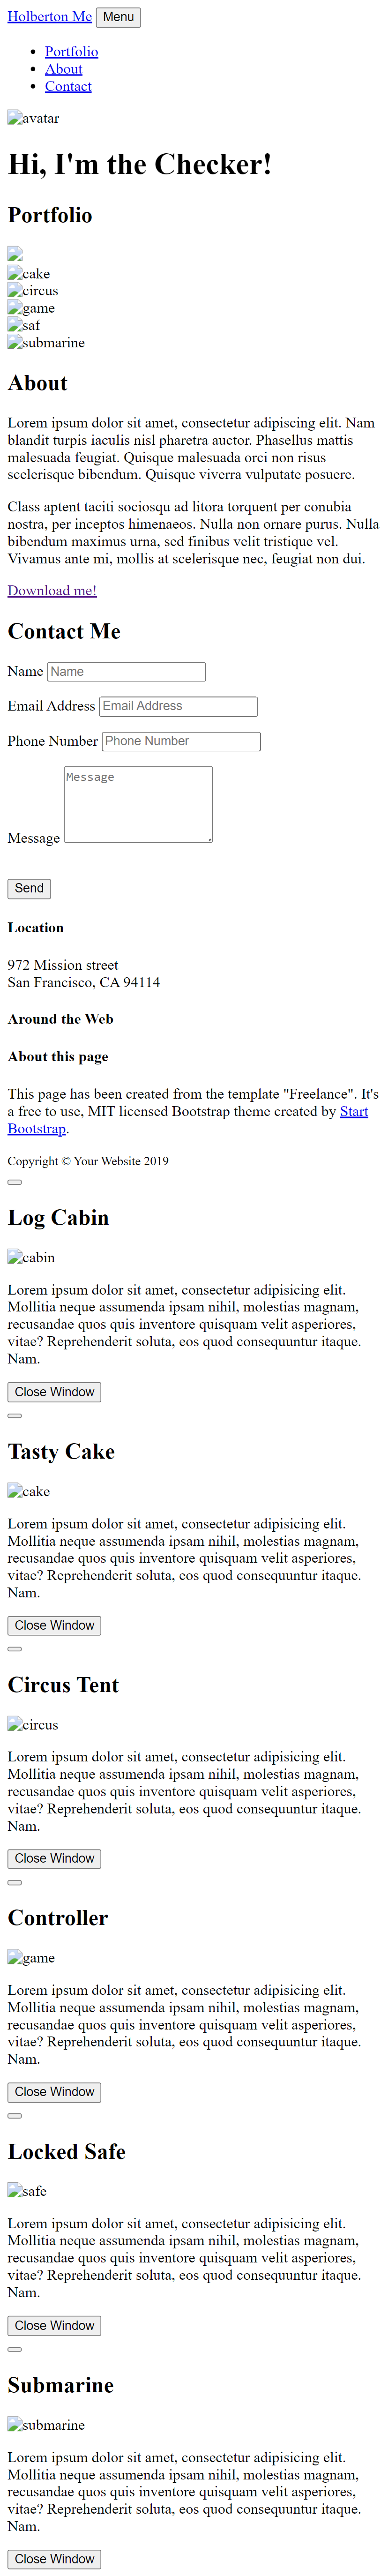 Holberton Me Menu
Portfolio
About
Contact
avatar
Hi, I'm the Checker!
Portfolio
cake
circus
game
saf
submarine
About
Lorem ipsum dolor sit amet, consectetur adipiscing elit. Nam
blandit turpis iaculis nisl pharetra auctor. Phasellus mattis
malesuada feugiat. Quisque malesuada orci non risus
scelerisque bibendum. Quisque viverra vulputate posuere.
Class aptent taciti sociosqu ad litora torquent per conubia
nostra, per inceptos himenaeos. Nulla non ornare purus. Nulla
bibendum maximus urna, sed finibus velit tristique vel.
Vivamus ante mi, mollis at scelerisque nec, feugiat non dui.
Download me!
Contact Me
Name Name
Email Address Email Address
Phone Number Phone Number
Message
Message
Send
Location
972 Mission street
San Francisco, CA 94114
Around the Web
About this page
This page has been created from the template "Freelance". It's
a free to use, MIT licensed Bootstrap theme created by Start
Bootstrap.
Copyright © Your Website 2019
Log Cabin
cabin
Lorem ipsum dolor sit amet, consectetur adipisicing elit.
Mollitia neque assumenda ipsam nihil, molestias magnam,
recusandae quos quis inventore quisquam velit asperiores,
vitae? Reprehenderit soluta, eos quod consequuntur itaque.
Nam.
Close Window
Tasty Cake
cake
Lorem ipsum dolor sit amet, consectetur adipisicing elit.
Mollitia neque assumenda ipsam nihil, molestias magnam,
recusandae quos quis inventore quisquam velit asperiores,
vitae? Reprehenderit soluta, eos quod consequuntur itaque.
Nam.
Close Window
Circus Tent
circus
Lorem ipsum dolor sit amet, consectetur adipisicing elit.
Mollitia neque assumenda ipsam nihil, molestias magnam,
recusandae quos quis inventore quisquam velit asperiores,
vitae? Reprehenderit soluta, eos quod consequuntur itaque.
Nam.
Close Window
Controller
game
Lorem ipsum dolor sit amet, consectetur adipisicing elit.
Mollitia neque assumenda ipsam nihil, molestias magnam,
recusandae quos quis inventore quisquam velit asperiores,
vitae? Reprehenderit soluta, eos quod consequuntur itaque.
Nam.
Close Window
Locked Safe
safe
Lorem ipsum dolor sit amet, consectetur adipisicing elit.
Mollitia neque assumenda ipsam nihil, molestias magnam,
recusandae quos quis inventore quisquam velit asperiores,
vitae? Reprehenderit soluta, eos quod consequuntur itaque.
Nam.
Close Window
Submarine
submarine
Lorem ipsum dolor sit amet, consectetur adipisicing elit.
Mollitia neque assumenda ipsam nihil, molestias magnam,
recusandae quos quis inventore quisquam velit asperiores,
vitae? Reprehenderit soluta, eos quod consequuntur itaque.
Nam.
Close Window